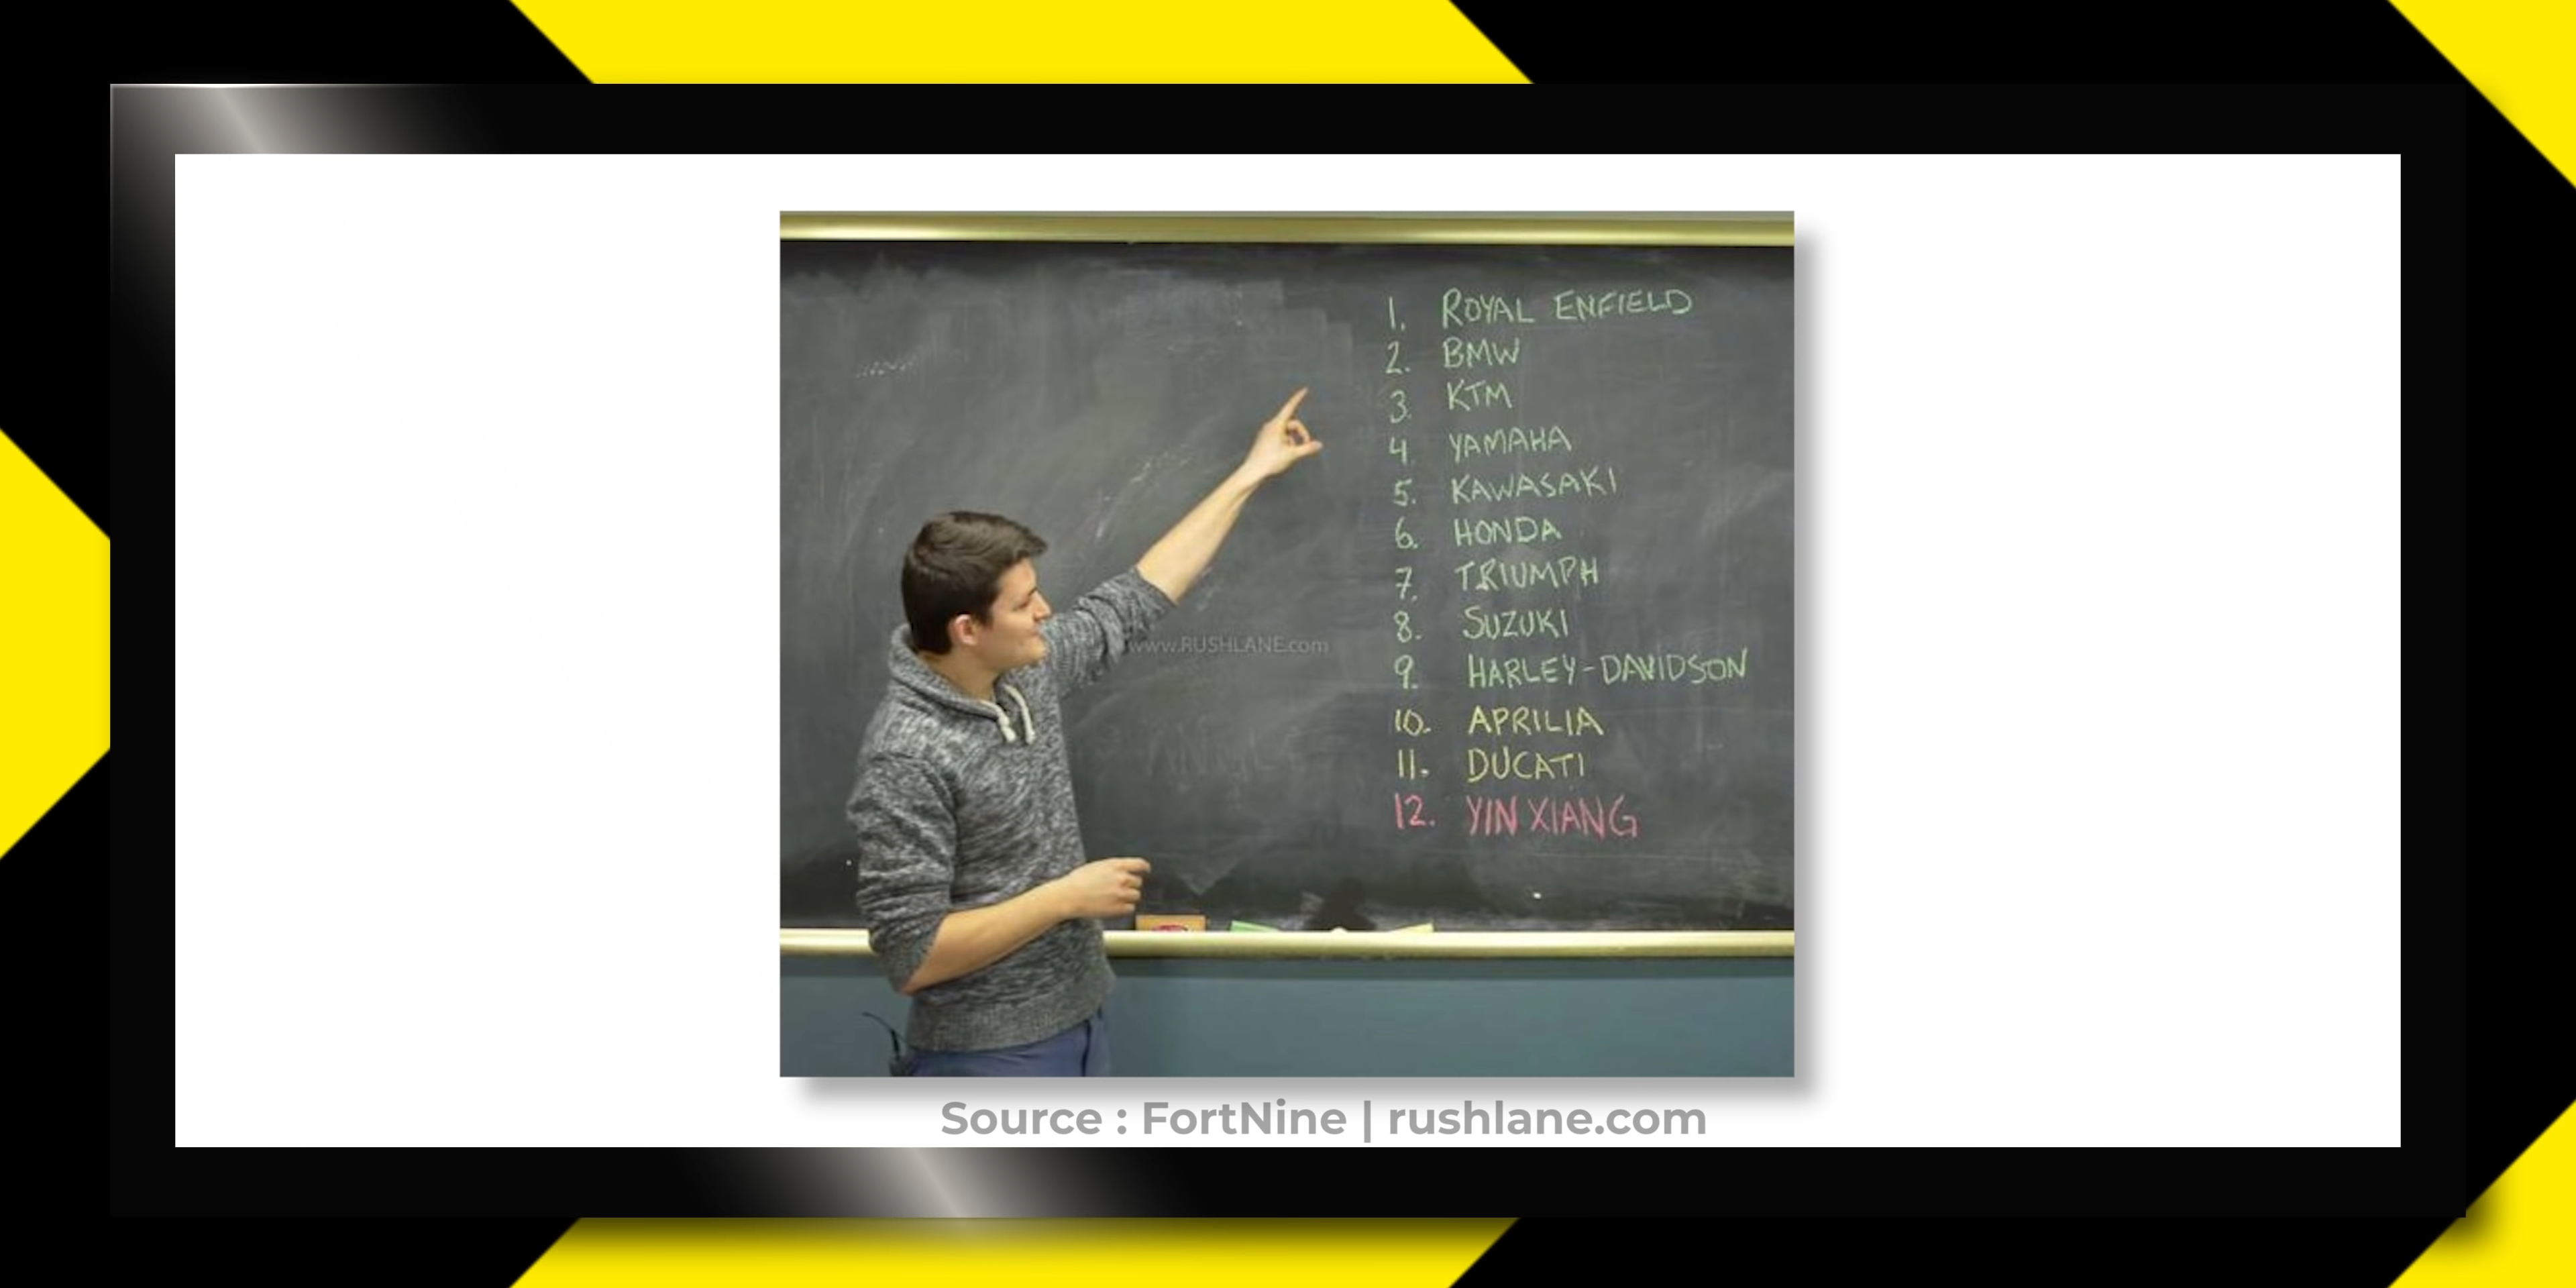 1. ROYAL ENFIELD
2. BMW
3. KTM
4. YAMAHA
5. KAWASAKI
6. HONDA
7. TRIUMPH
8. SUZUKI
www.RUSHLANE.com
9. HARLEY-DAVIDSON
10. APRILIA
11. DUCATI
12. YIN XIANG
Source : FortNine | rushlane.com